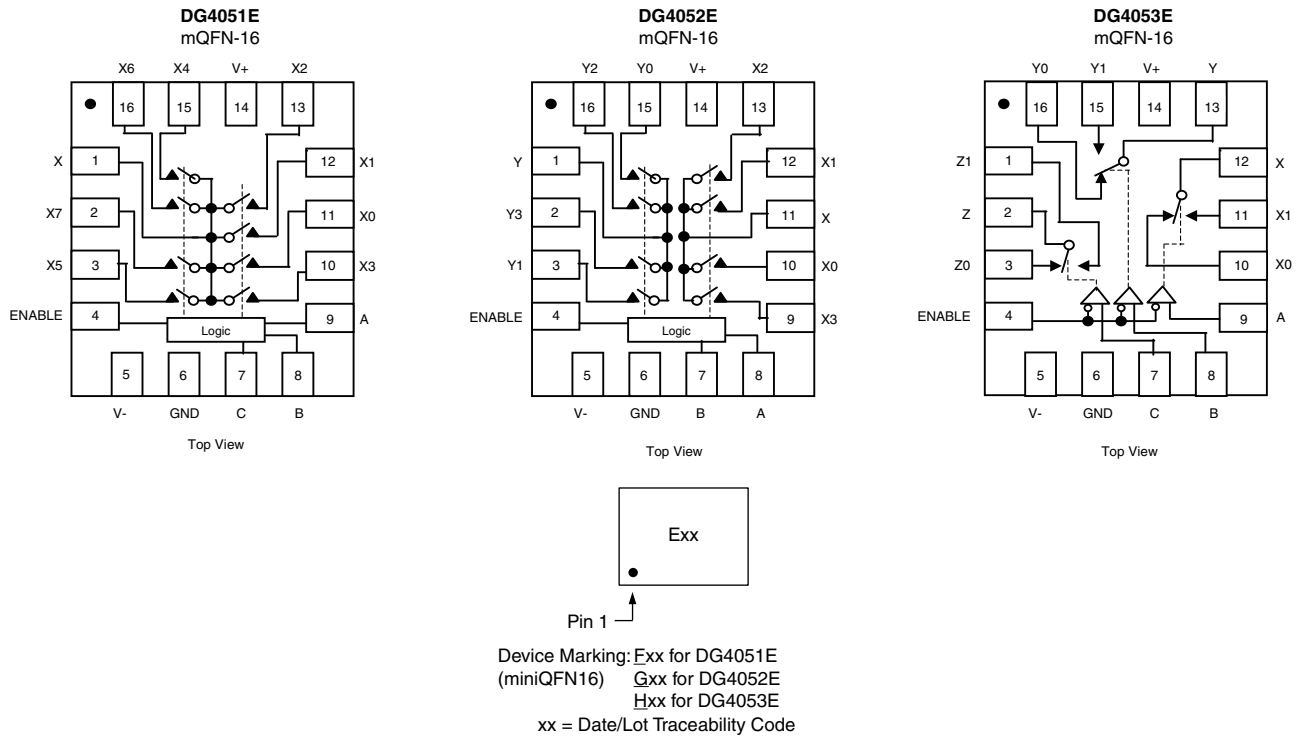 DG4051E
mQFN-16
X6 X4 V+ X2
16 15 14 13
X 1 12 X1
X7 2 11 X0
X5 3 10 X3
ENABLE 4 9 A
Logic
5 6 7 8
V- GND C B
Top View
DG4052E
mQFN-16
Y2 Y0 V+ X2
16 15 14 13
Y 1 12 X1
Y3 2 11 X
Y1 3 10 X0
ENABLE 4 9 X3
Logic
5 6 7 8
V- GND B A
Top View
DG4053E
mQFN-16
Y0 Y1 V+ Y
16 15 14 13
Z1 1 12 X
Z 2 11 X1
Z0 3 10 X0
ENABLE 4 9 A
5 6 7 8
V- GND C B
Top View
Exx
Pin 1
Device Marking: Fxx for DG4051E
(miniQFN16) Gxx for DG4052E
Hxx for DG4053E
xx = Date/Lot Traceability Code